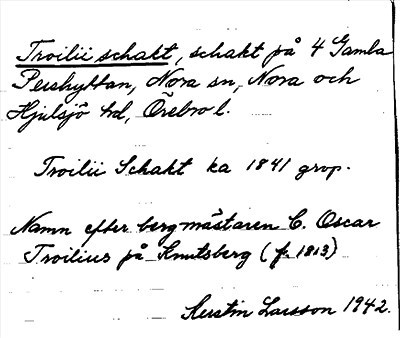 Troilii schakt, schakt på 4 Gamla
Pershyttan, Nora sn, Nora och
Hjulsjö hd, Örebro l.
Troilii Schakt ka 1841 grop.
Namn efter bergmästaren C. Oscar
Troilius på Knutsberg (f. 1813)
Kerstin Larsson 1942.